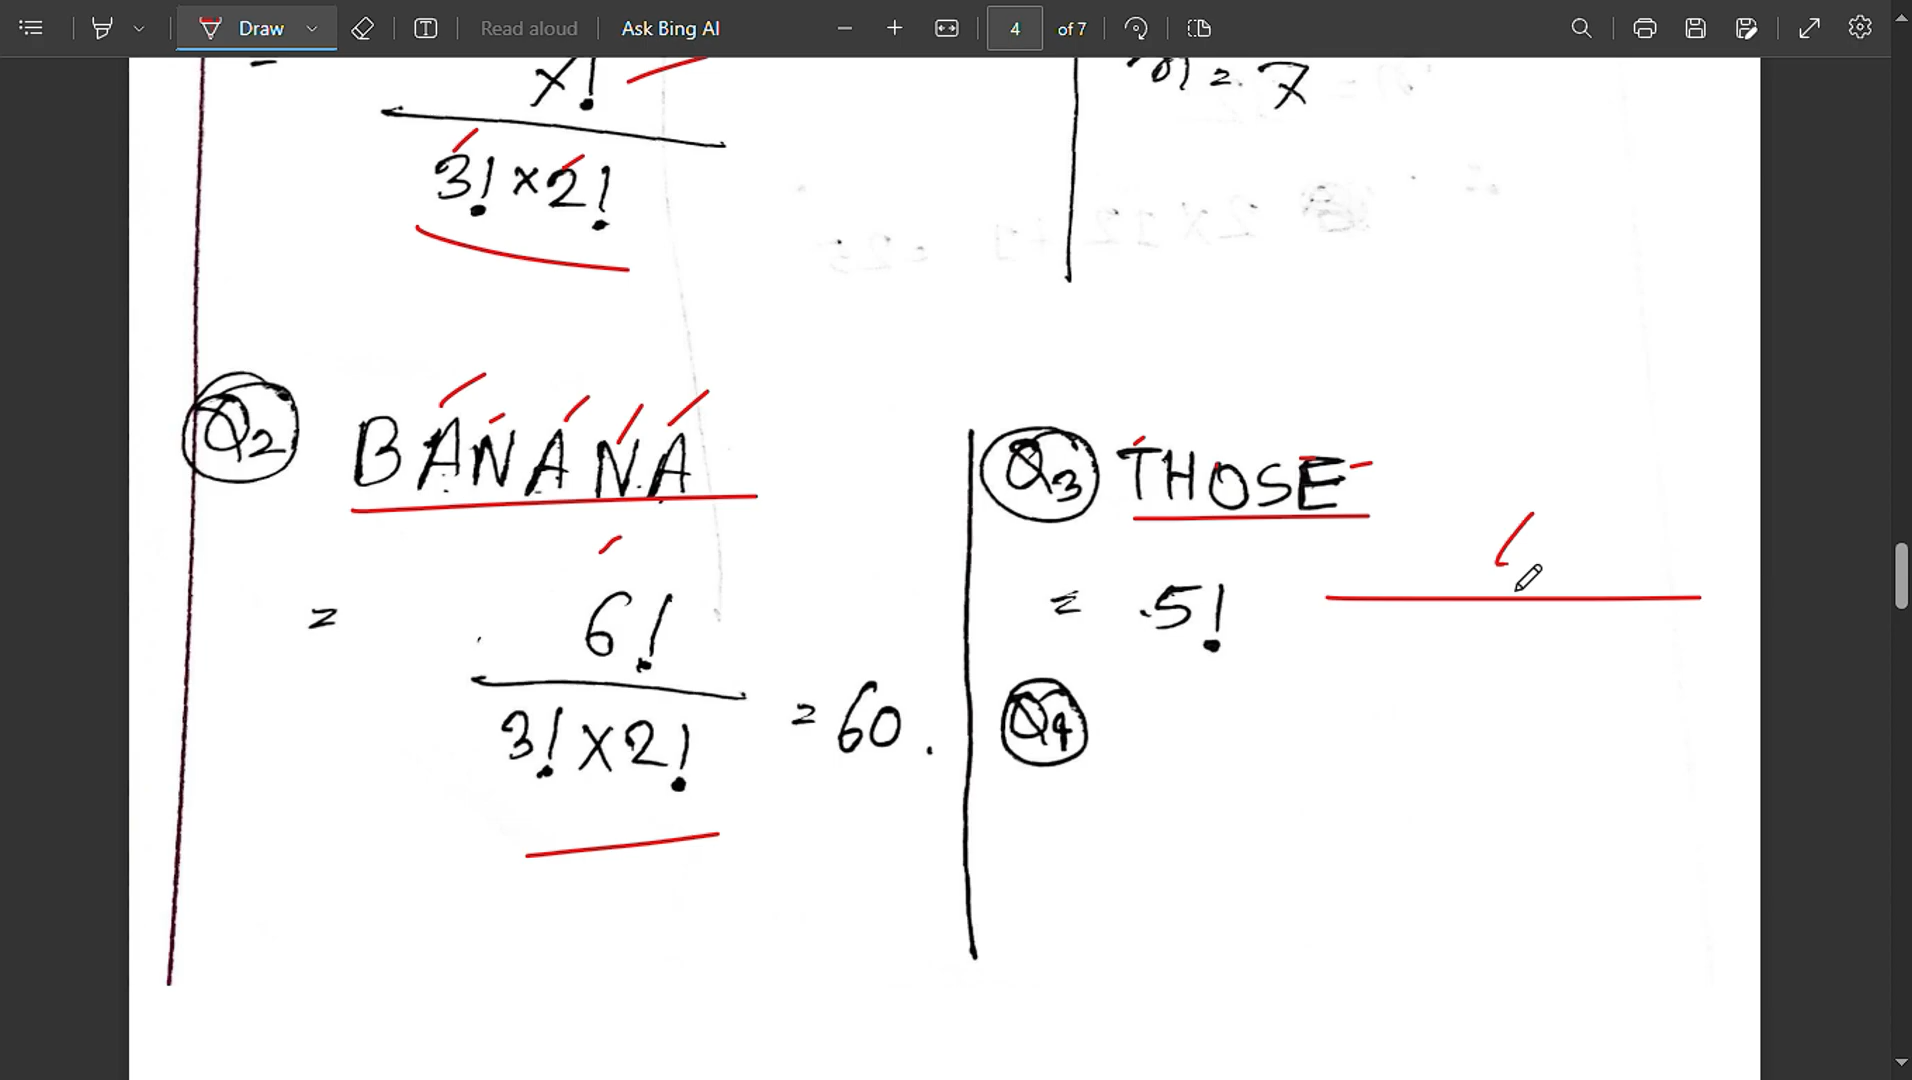 Draw
Read aloud
Ask Bing AI
4 of 7
3! × 2!
= 7
Q2 BANANA
= 6!
3! × 2!
= 60.
Q3 THOSE
= 5!
Q4